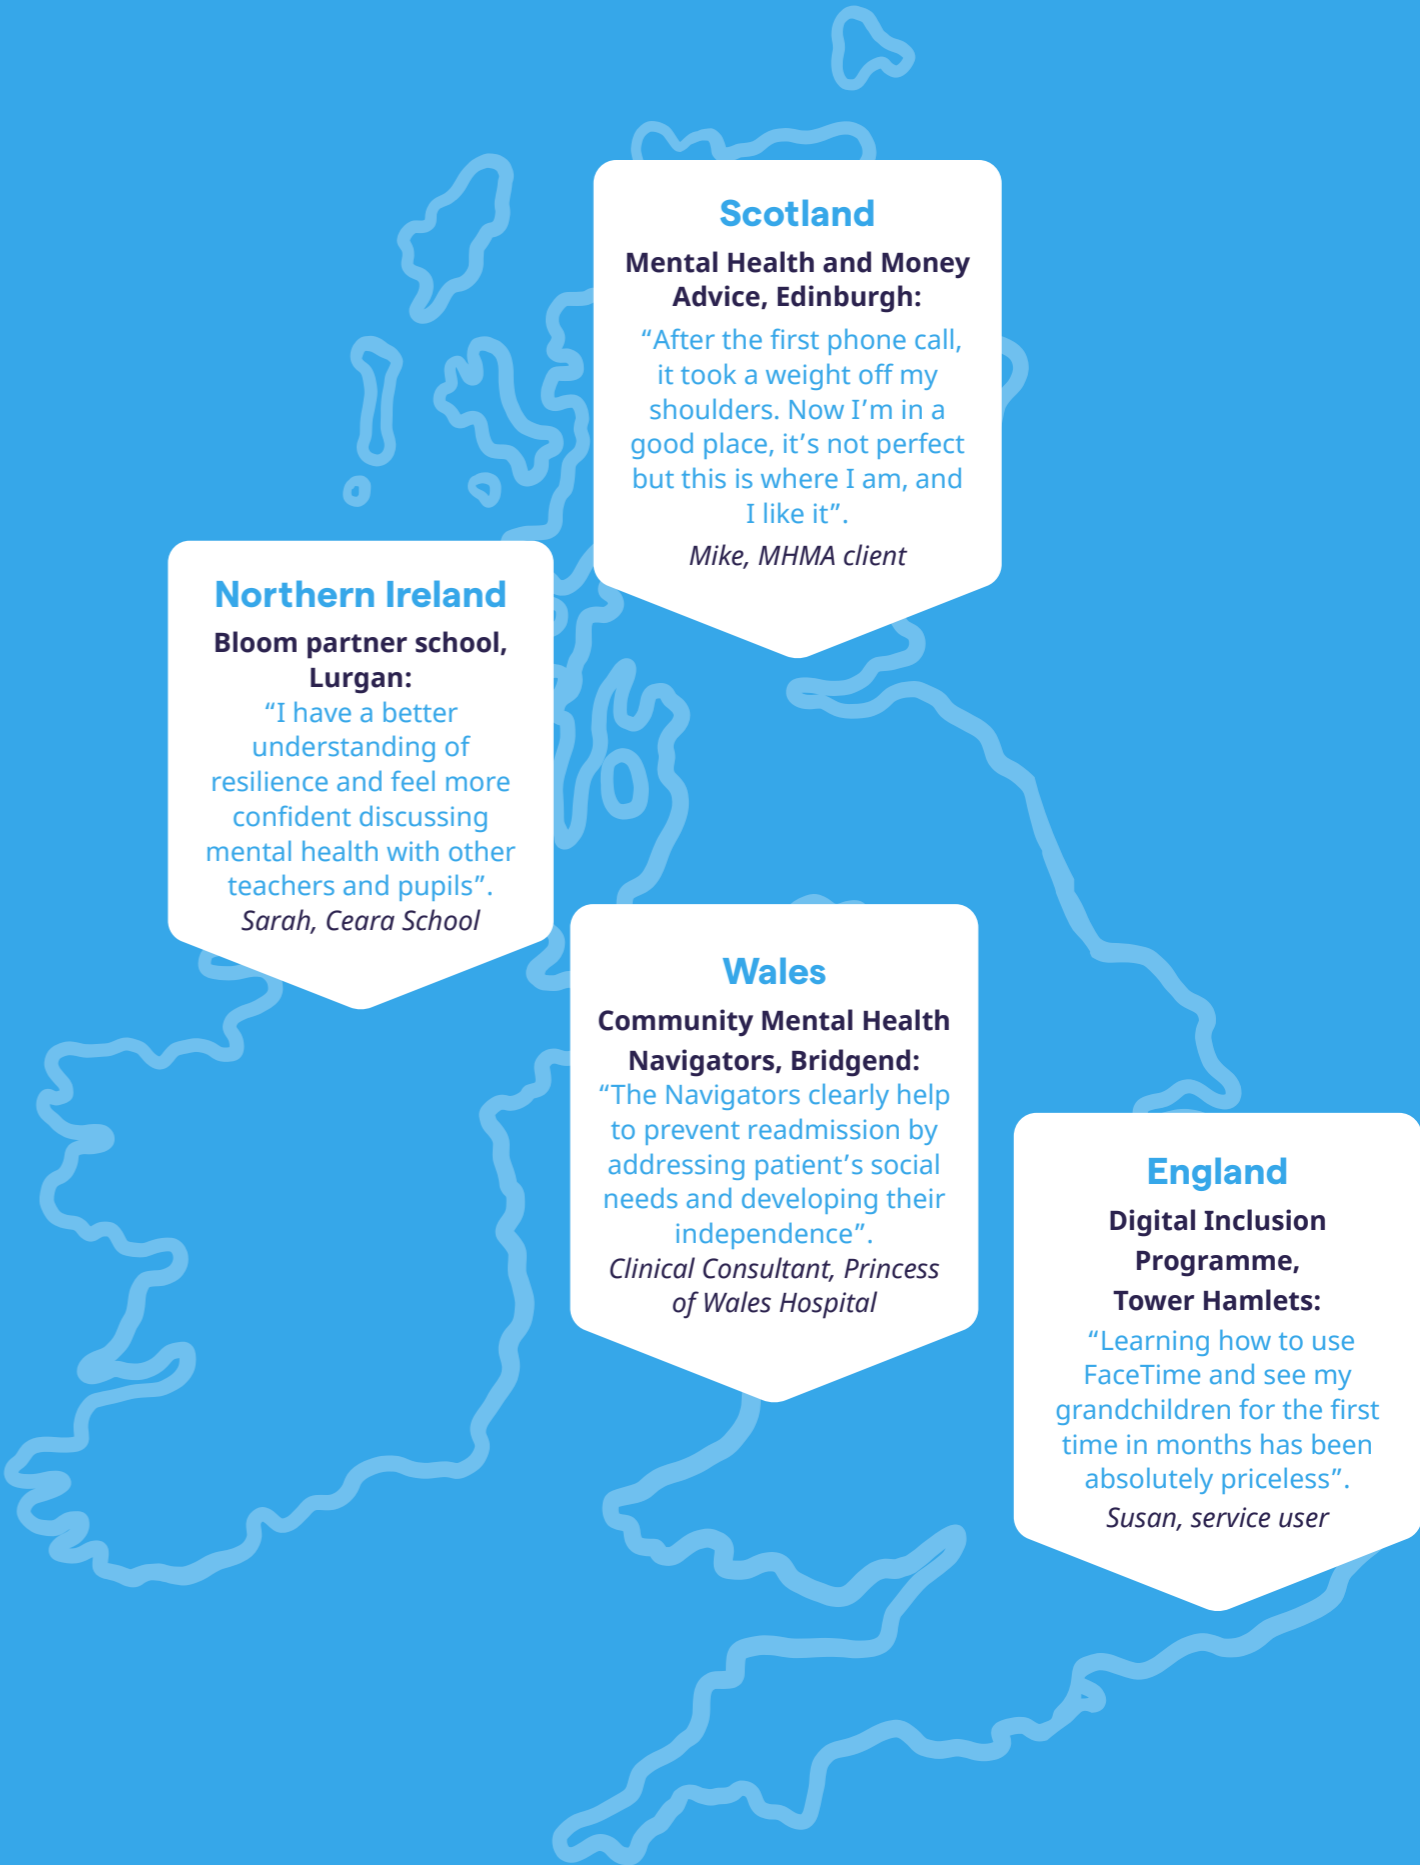 Scotland
Mental Health and Money
Advice, Edinburgh:
“After the first phone call,
it took a weight off my
shoulders. Now I’m in a
good place, it’s not perfect
but this is where I am, and
I like it”.
Mike, MHMA client
Northern Ireland
Bloom partner school,
Lurgan:
“I have a better
understanding of
resilience and feel more
confident discussing
mental health with other
teachers and pupils”.
Sarah, Ceara School
Wales
Community Mental Health
Navigators, Bridgend:
“The Navigators clearly help
to prevent readmission by
addressing patient’s social
needs and developing their
independence”.
Clinical Consultant, Princess
of Wales Hospital
England
Digital Inclusion
Programme,
Tower Hamlets:
“Learning how to use
FaceTime and see my
grandchildren for the first
time in months has been
absolutely priceless”.
Susan, service user